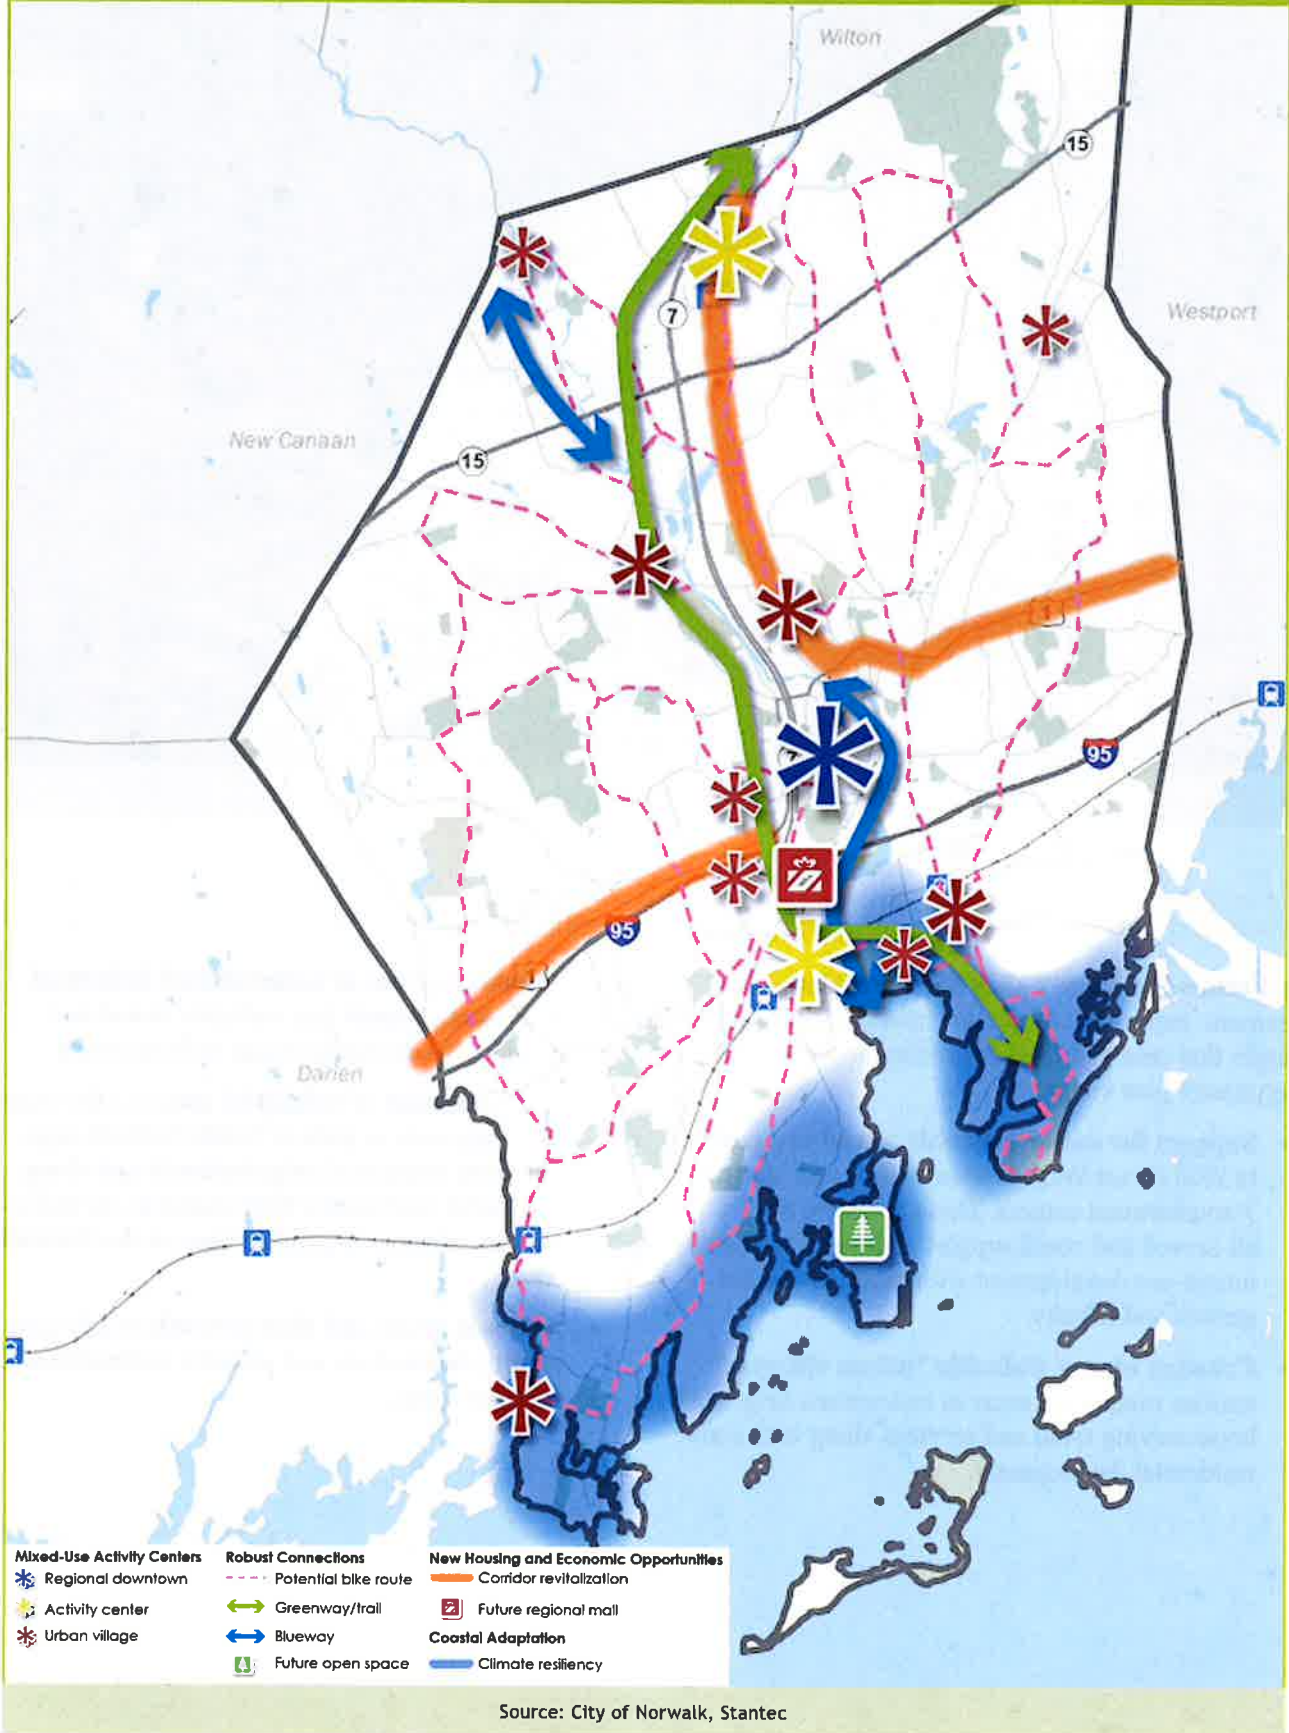 Wilton
15
Westport
7
New Canaan
15
1
95
95
1
Darien
Mixed-Use Activity Centers
Regional downtown
Activity center
Urban village
Robust Connections
Potential bike route
Greenway/trail
Blueway
Future open space
New Housing and Economic Opportunities
Corridor revitalization
Future regional mall
Coastal Adaptation
Climate resiliency
Source: City of Norwalk, Stantec